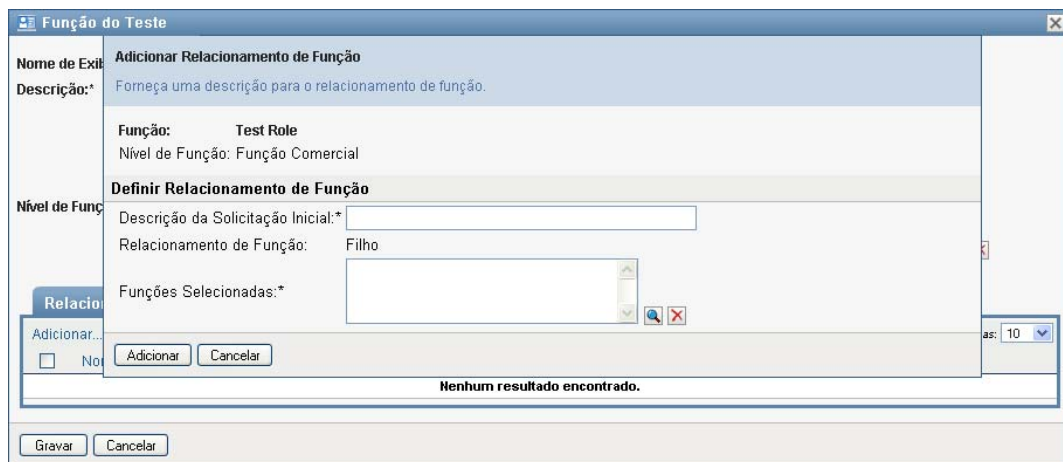 Função do Teste
Nome de Exib
Descrição:*
Adicionar Relacionamento de Função
Forneça uma descrição para o relacionamento de função.
Função: Test Role
Nível de Função: Função Comercial
Definir Relacionamento de Função
Nível de Funç
Descrição da Solicitação Inicial:*
Relacionamento de Função: Filho
Funções Selecionadas:*
Relacio
Adicionar...
as: 10
Adicionar Cancelar
Nenhum resultado encontrado.
Gravar Cancelar